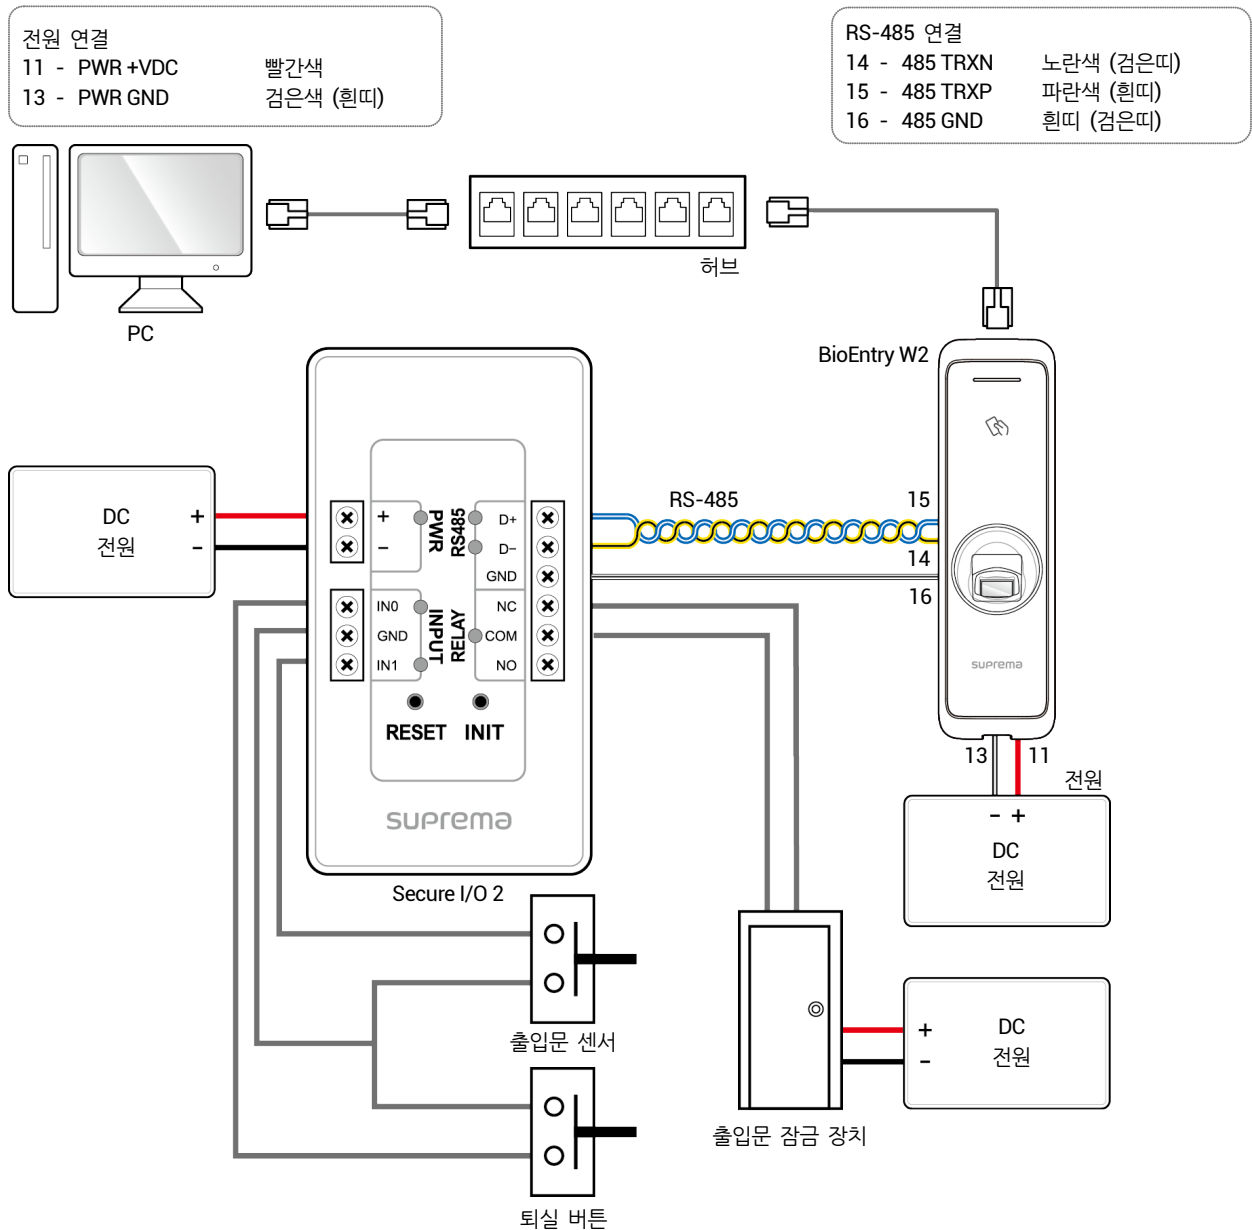 전원 연결
11 - PWR +VDC 빨간색
13 - PWR GND 검은색 (흰띠)
RS-485 연결
14 - 485 TRXN 노란색 (검은띠)
15 - 485 TRXP 파란색 (흰띠)
16 - 485 GND 흰띠 (검은띠)
허브
PC
BioEntry W2
RS-485
15
14
16
DC
전원
+
-
+
-
PWR
RS485
D+
D-
GND
IN0
GND
IN1
INPUT
RELAY
NC
COM
NO
RESET INIT
suprema
Secure I/O 2
suprema
13 11
전원
- +
DC
전원
출입문 센서
+
-
DC
전원
출입문 잠금 장치
퇴실 버튼